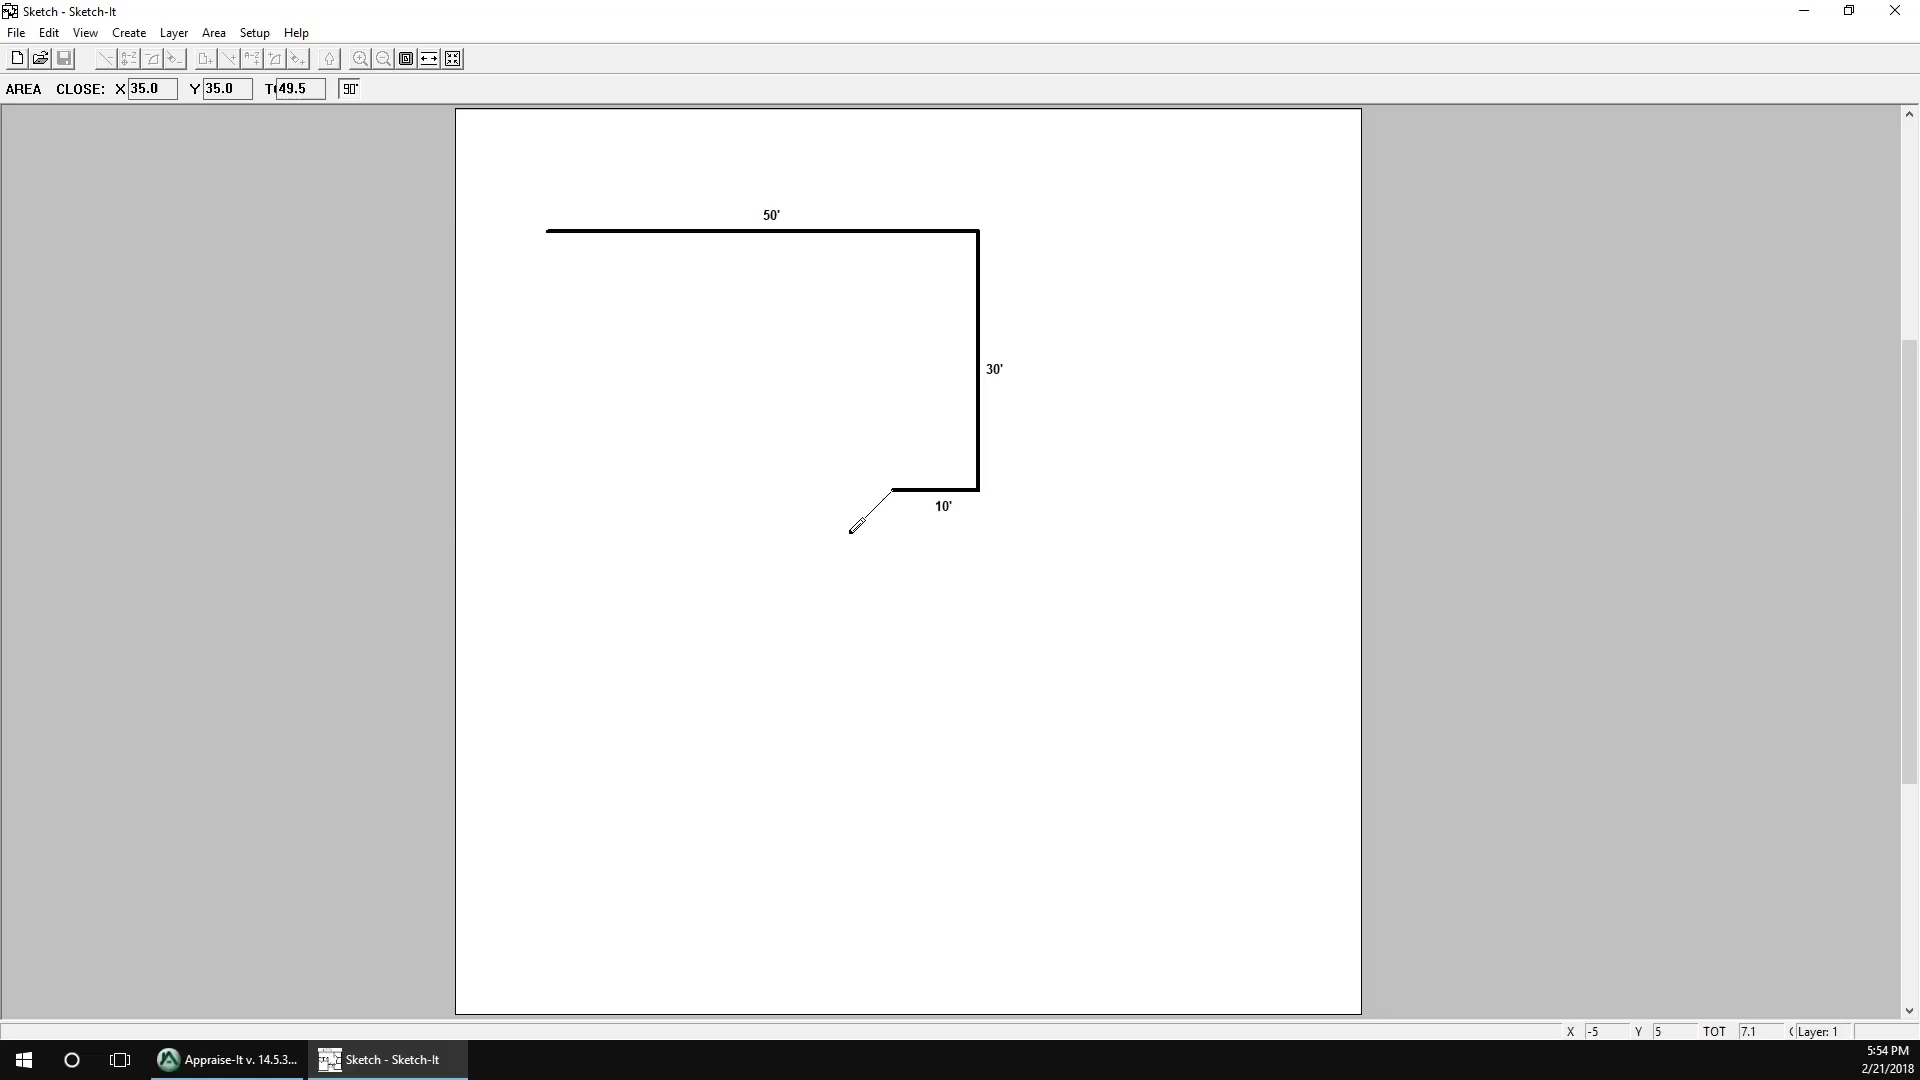 Sketch - Sketch-It
File Edit View Create Layer Area Setup Help
AREA CLOSE: X 35.0 Y 35.0 T( 49.5 90°
50'
30'
10'
X -5 Y 5 TOT 7.1 ( Layer: 1
Appraise-It v. 14.5.3... Sketch - Sketch-It
5:54 PM
2/21/2018